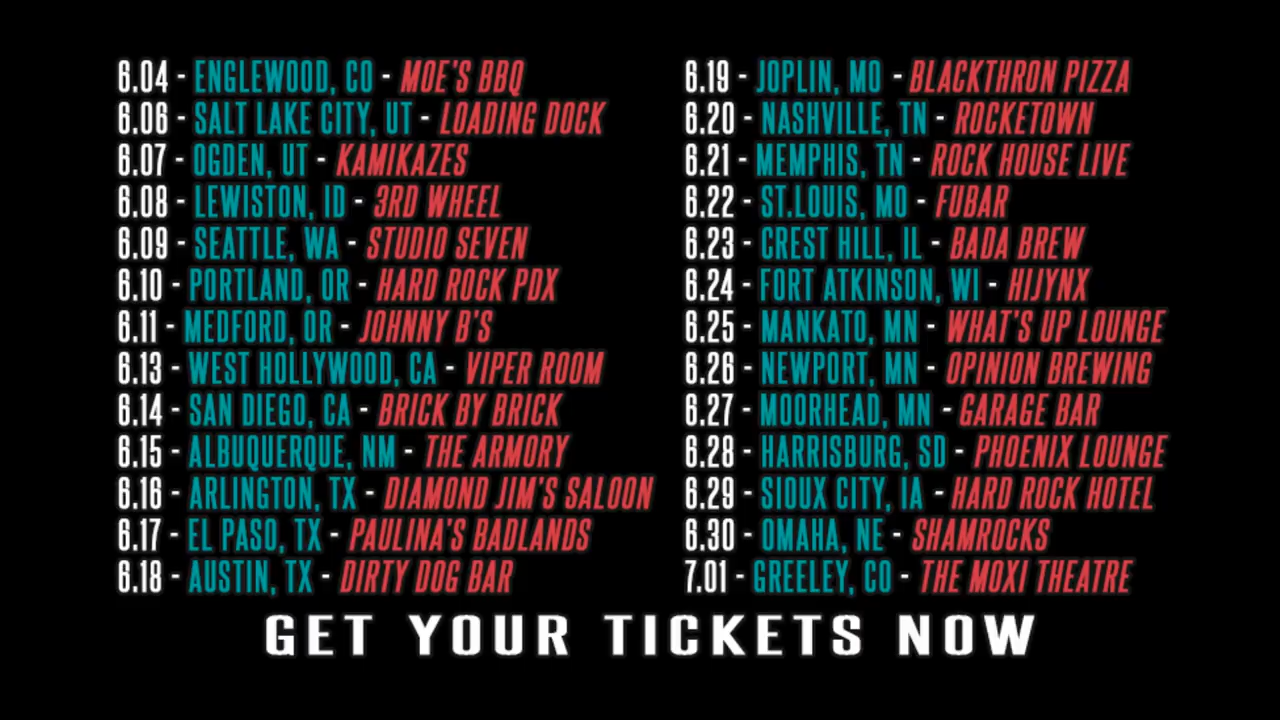 6.04 - ENGLEWOOD, CO - MOE'S BBQ
6.06 - SALT LAKE CITY, UT - LOADING DOCK
6.07 - OGDEN, UT - KAMIKAZES
6.08 - LEWISTON, ID - 3RD WHEEL
6.09 - SEATTLE, WA - STUDIO SEVEN
6.10 - PORTLAND, OR - HARD ROCK PDX
6.11 - MEDFORD, OR - JOHNNY B'S
6.13 - WEST HOLLYWOOD, CA - VIPER ROOM
6.14 - SAN DIEGO, CA - BRICK BY BRICK
6.15 - ALBUQUERQUE, NM - THE ARMORY
6.16 - ARLINGTON, TX - DIAMOND JIM'S SALOON
6.17 - EL PASO, TX - PAULINA'S BADLANDS
6.18 - AUSTIN, TX - DIRTY DOG BAR
6.19 - JOPLIN, MO - BLACKTHRON PIZZA
6.20 - NASHVILLE, TN - ROCKETOWN
6.21 - MEMPHIS, TN - ROCK HOUSE LIVE
6.22 - ST.LOUIS, MO - FUBAR
6.23 - CREST HILL, IL - BADA BREW
6.24 - FORT ATKINSON, WI - HIJYNX
6.25 - MANKATO, MN - WHAT'S UP LOUNGE
6.26 - NEWPORT, MN - OPINION BREWING
6.27 - MOORHEAD, MN - GARAGE BAR
6.28 - HARRISBURG, SD - PHOENIX LOUNGE
6.29 - SIOUX CITY, IA - HARD ROCK HOTEL
6.30 - OMAHA, NE - SHAMROCKS
7.01 - GREELEY, CO - THE MOXI THEATRE
GET YOUR TICKETS NOW